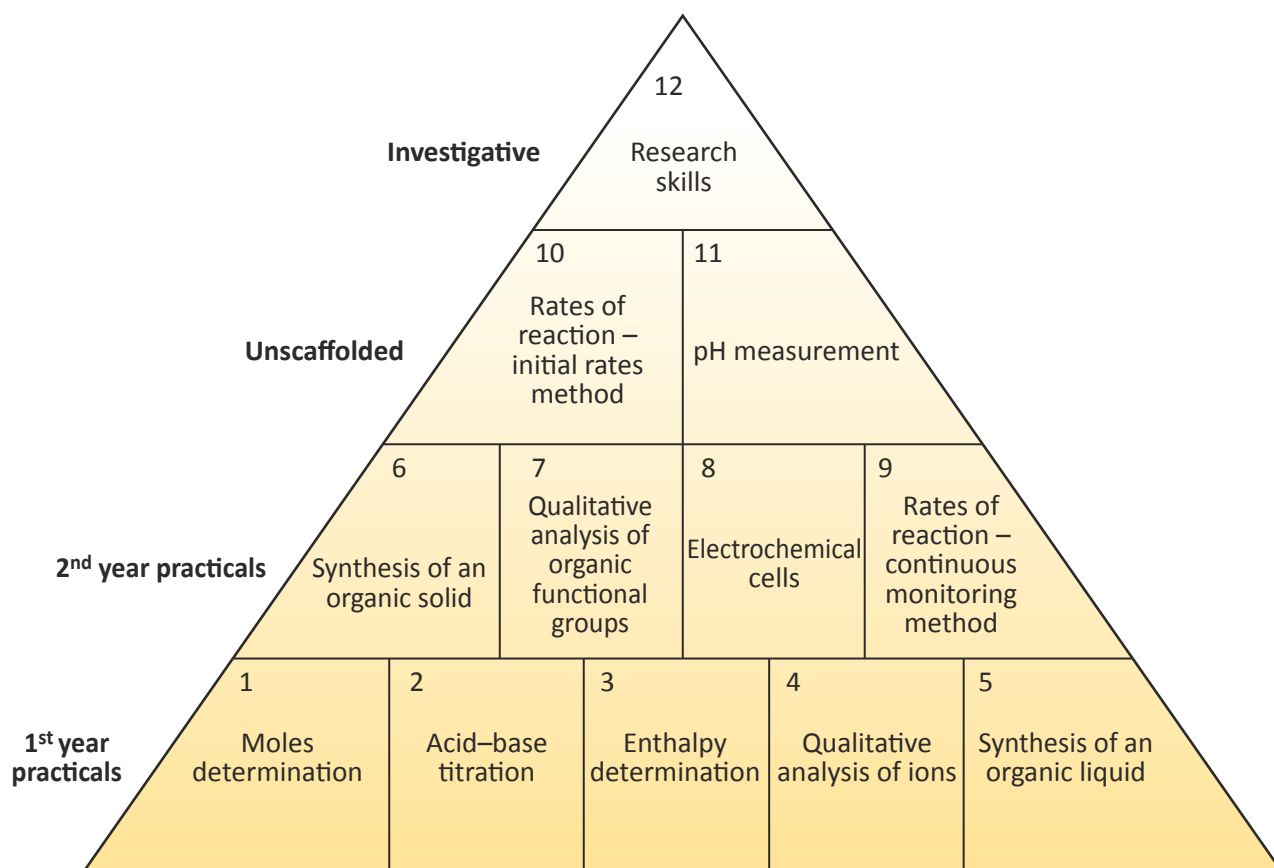 12
Investigative
Research
skills
10
11
Rates of
reaction –
initial rates
method
Unscaffolded
pH measurement
6
7
8
9
Qualitative
analysis of
organic
functional
groups
Rates of
reaction –
continuous
monitoring
method
Electrochemical
cells
2nd year practicals
Synthesis of an
organic solid
1
2
3
4
5
1st year
practicals
Moles
determination
Acid–base
titration
Enthalpy
determination
Qualitative
analysis of ions
Synthesis of an
organic liquid